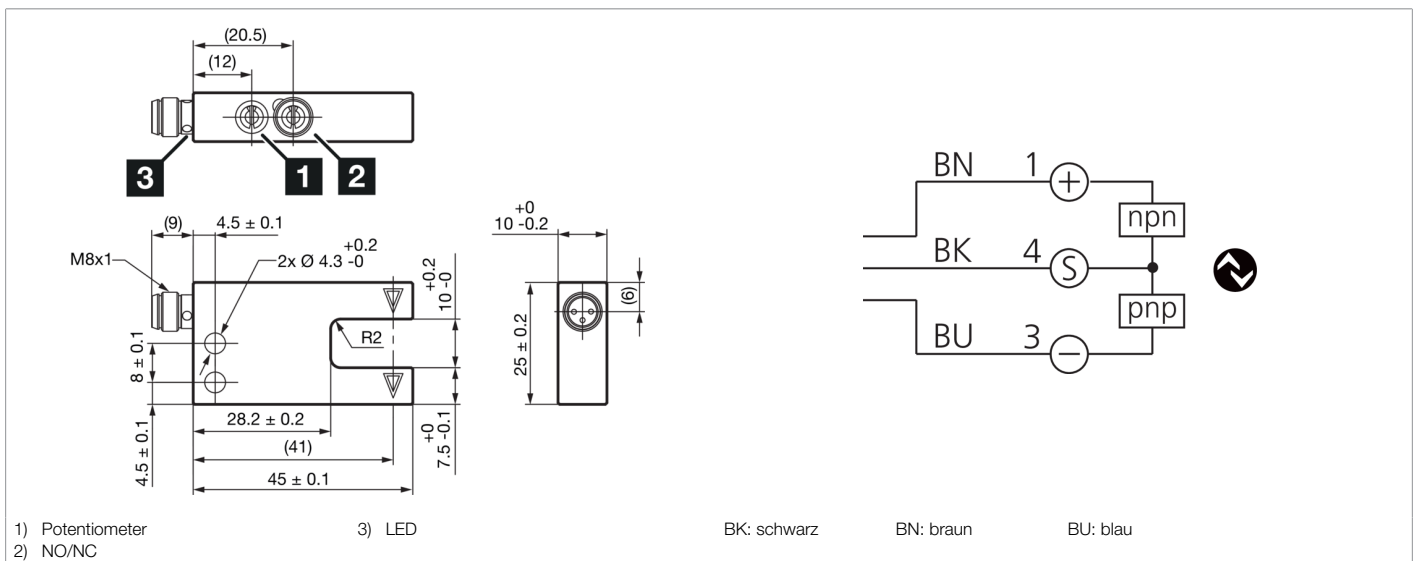 (20.5)
(12)
3
1
2
(9)
4.5 ± 0.1
M8x1
2x Ø 4.3 +0.2 -0
8 ± 0.1
4.5 ± 0.1
R2
10 +0.2 -0
7.5 +0 -0.1
28.2 ± 0.2
(41)
45 ± 0.1
10 +0 -0.2
25 ± 0.2
(6)
BN 1 +
npn
BK 4 S
pnp
BU 3 −
1) Potentiometer
2) NO/NC
3) LED
BK: schwarz BN: braun BU: blau